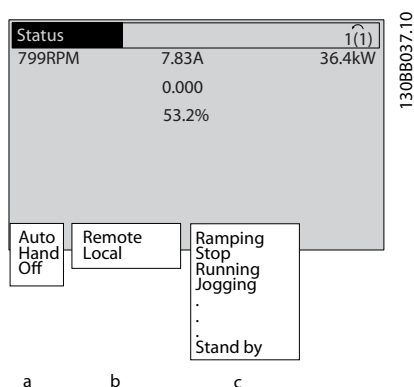 Status 1(1)
799RPM 7.83A 36.4kW
0.000
53.2%
Auto
Hand
Off
Remote
Local
Ramping
Stop
Running
Jogging
.
.
.
Stand by
a b c
130BB037.10